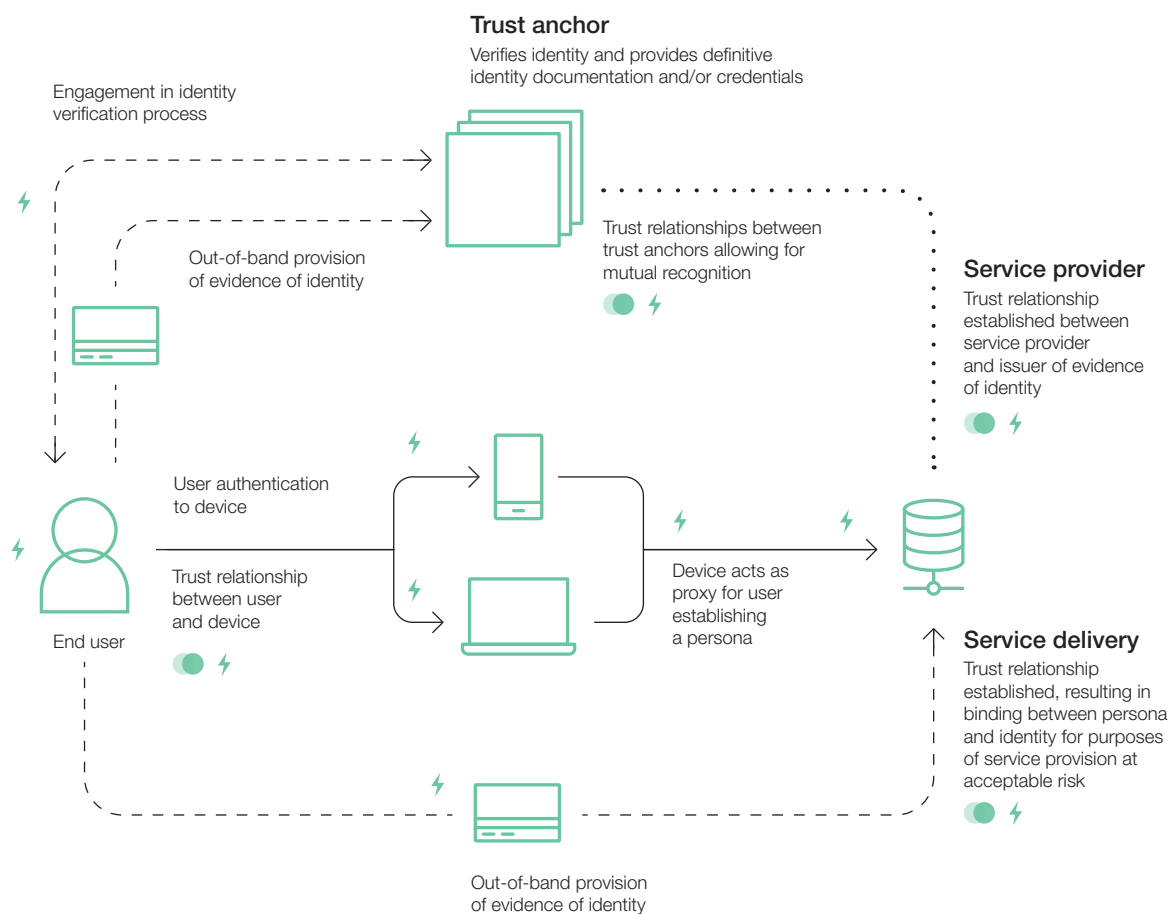 Trust anchor
Verifies identity and provides definitive
identity documentation and/or credentials
Engagement in identity
verification process
Out-of-band provision
of evidence of identity
Trust relationships between
trust anchors allowing for
mutual recognition
Service provider
Trust relationship
established between
service provider
and issuer of evidence
of identity
User authentication
to device
Trust relationship
between user
and device
End user
Device acts as
proxy for user
establishing
a persona
Service delivery
Trust relationship
established, resulting in
binding between persona
and identity for purposes
of service provision at
acceptable risk
Out-of-band provision
of evidence of identity